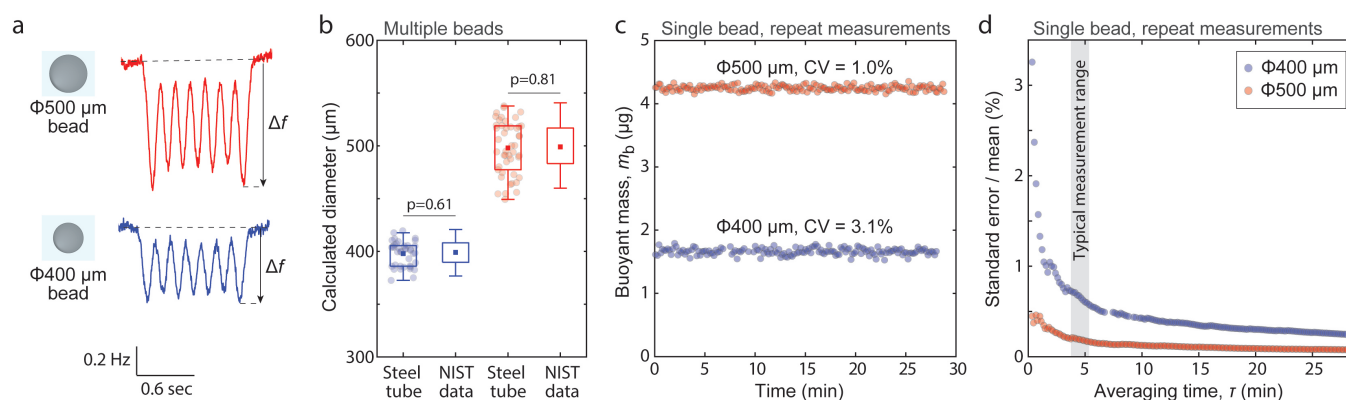 a
Φ500 µm
bead
Δf
Φ400 µm
bead
Δf
0.2 Hz
0.6 sec
b
Multiple beads
Calculated diameter (µm)
600
500
400
300
p=0.81
p=0.61
Steel
tube
NIST
data
Steel
tube
NIST
data
c
Single bead, repeat measurements
Buoyant mass, mb (µg)
5
4
3
2
1
0
Φ500 µm, CV = 1.0%
Φ400 µm, CV = 3.1%
0 5 10 15 20 25 30
Time (min)
d
Single bead, repeat measurements
Standard error / mean (%)
3
2
1
0
Typical measurement range
Φ400 µm
Φ500 µm
0 5 10 15 20 25
Averaging time, τ (min)